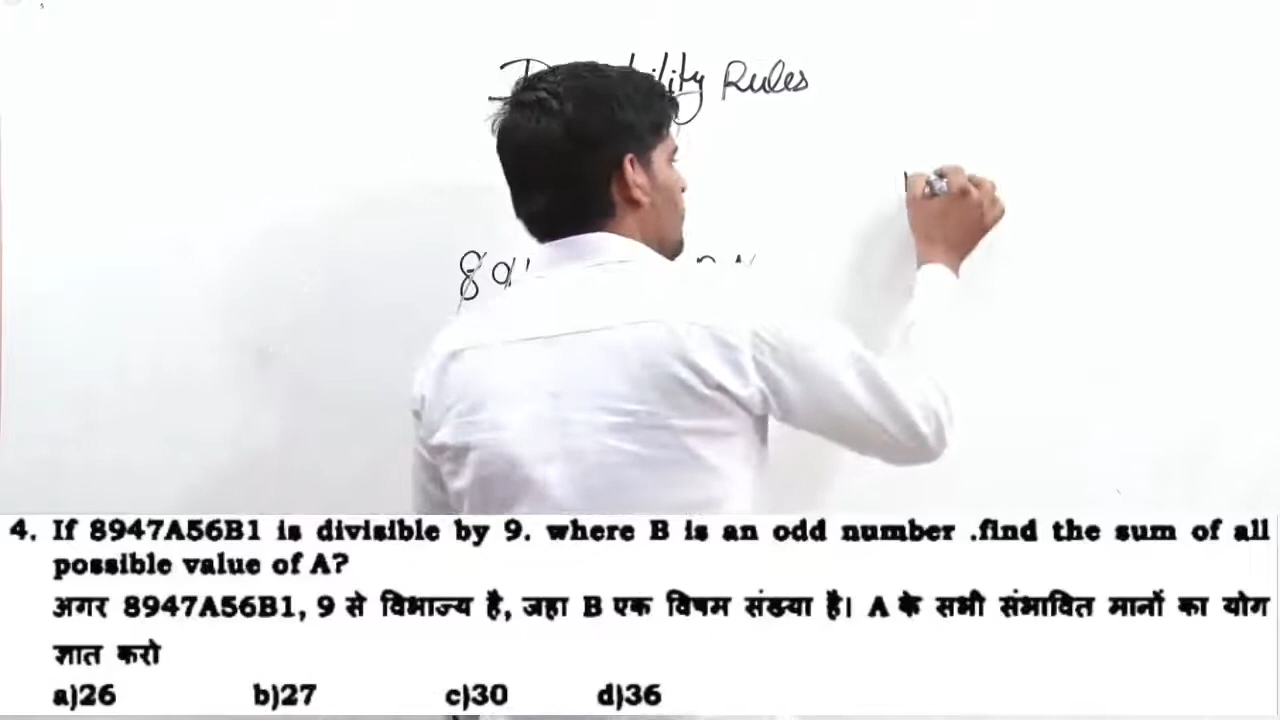 Rules
8
4. If 8947A56B1 is divisible by 9. where B is an odd number .find the sum of all
possible value of A?
अगर 8947A56B1, 9 से विभाज्य है, जहा B एक विषम संख्या है। A के सभी संभावित मानों का योग
ज्ञात करो
a)26 b)27 c)30 d)36